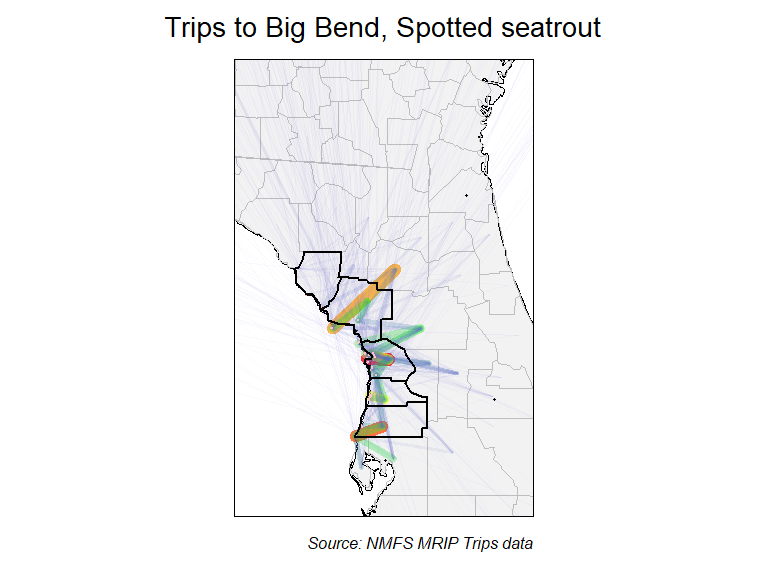 Trips to Big Bend, Spotted seatrout
Source: NMFS MRIP Trips data